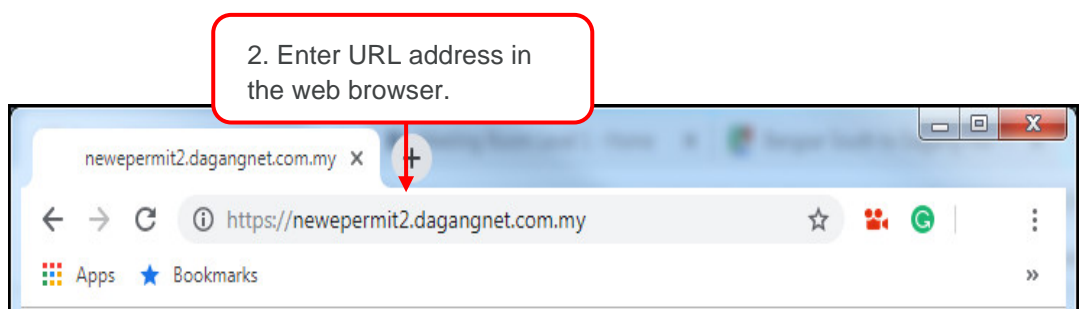 2. Enter URL address in
the web browser.
newepermit2.dagangnet.com.my
https://newepermit2.dagangnet.com.my
Apps Bookmarks